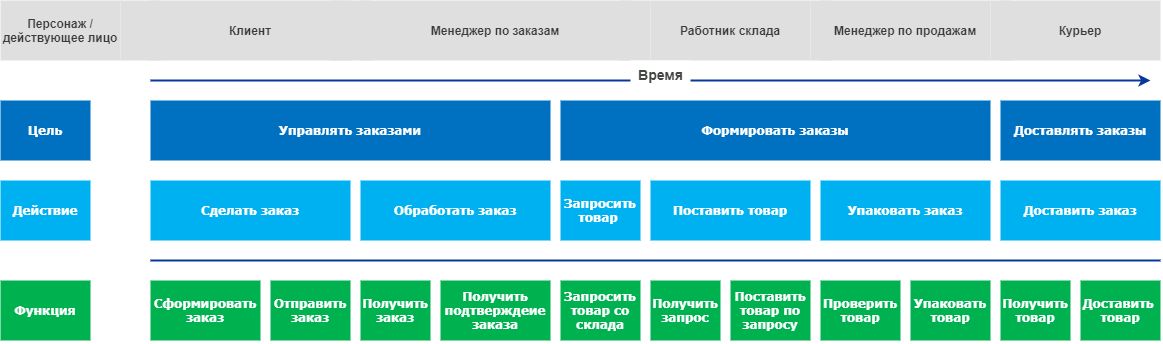 Персонаж /
действующее лицо
Клиент
Менеджер по заказам
Работник склада
Менеджер по продажам
Курьер
Время
Цель
Управлять заказами
Формировать заказы
Доставлять заказы
Действие
Сделать заказ
Обработать заказ
Запросить
товар
Поставить товар
Упаковать заказ
Доставить заказ
Функция
Сформировать
заказ
Отправить
заказ
Получить
заказ
Получить
подтверждеие
заказа
Запросить
товар со
склада
Получить
запрос
Поставить
товар по
запросу
Проверить
товар
Упаковать
товар
Получить
товар
Доставить
товар